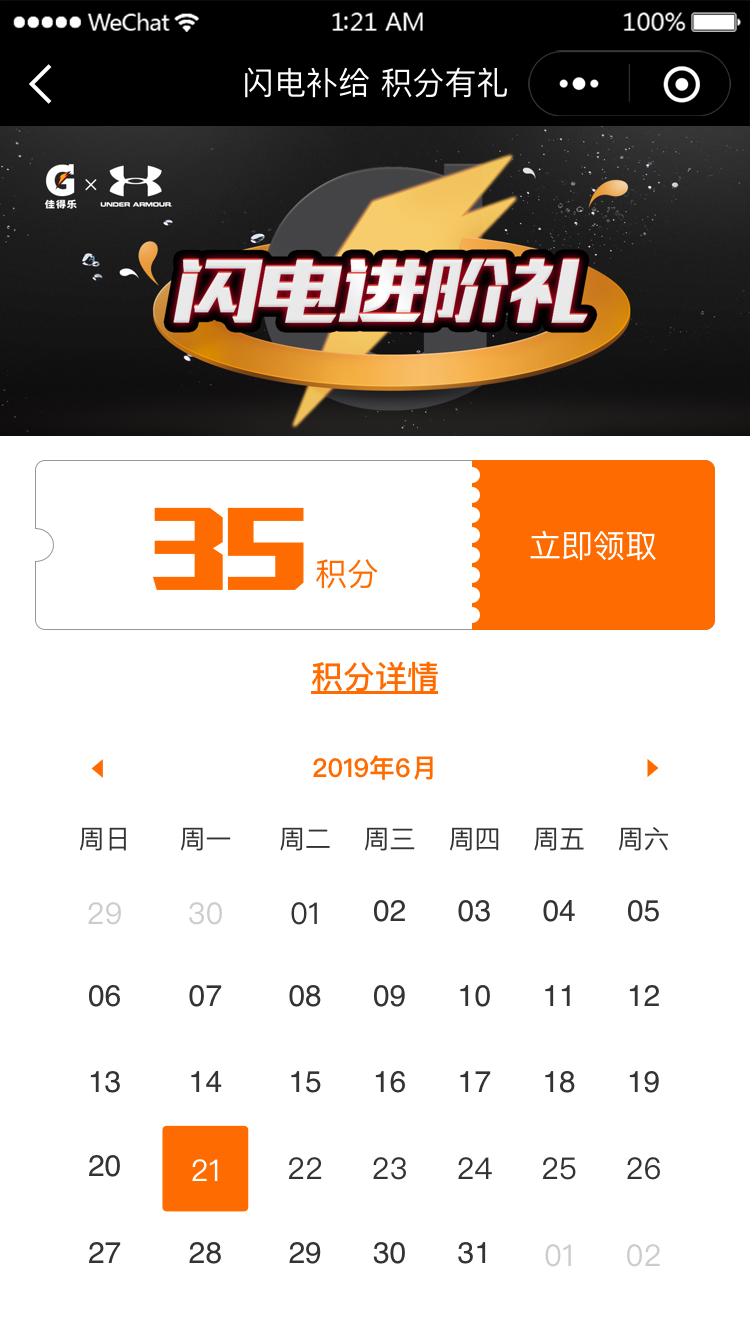 WeChat 1:21 AM 100%
闪电补给 积分有礼
G × 
佳得乐 UNDER ARMOUR
闪电进阶礼
35积分 立即领取
积分详情
2019年6月
周日 周一 周二 周三 周四 周五 周六
29 30 01 02 03 04 05
06 07 08 09 10 11 12
13 14 15 16 17 18 19
20 21 22 23 24 25 26
27 28 29 30 31 01 02